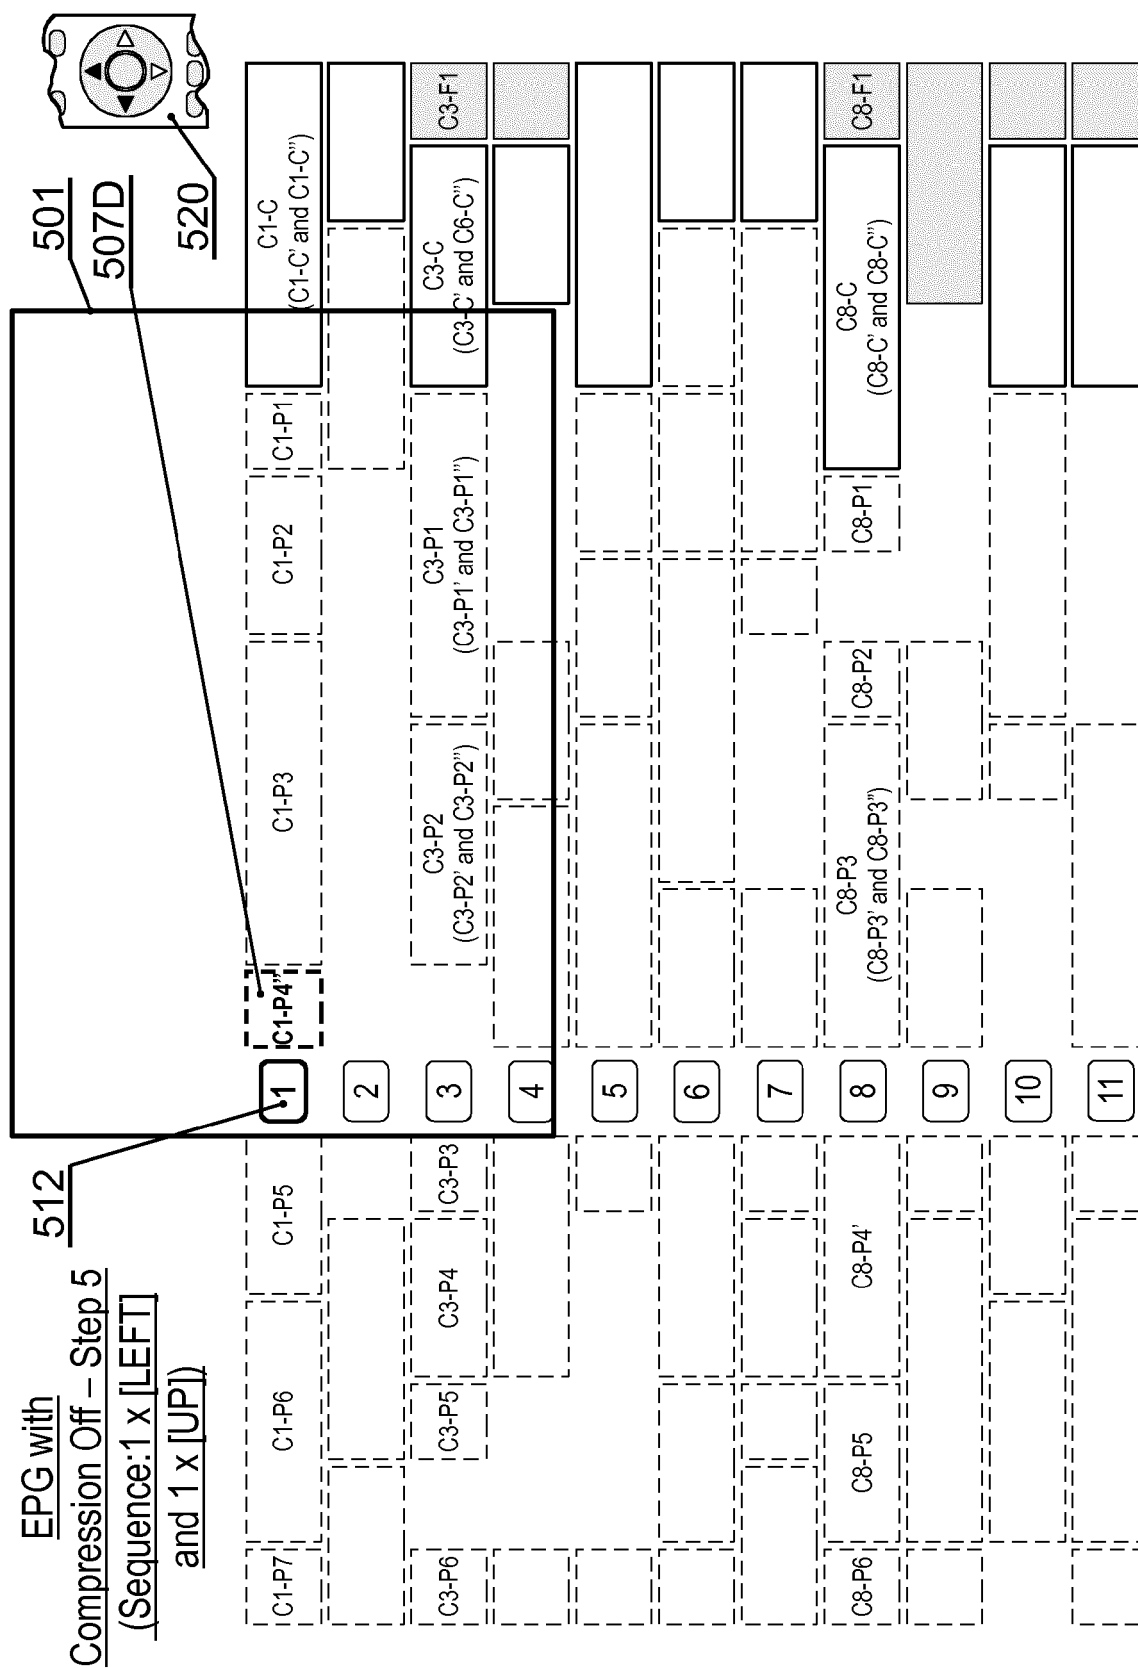 EPG with
Compression Off – Step 5
(Sequence:1 x [LEFT]
and 1 x [UP])
512
501
507D
520
C1-P7
C1-P6
C1-P5
1
C1-P4”
C1-P3
C1-P2
C1-P1
C1-C
(C1-C’ and C1-C”)
2
C3-P6
C3-P5
C3-P4
C3-P3
3
C3-P2
(C3-P2’ and C3-P2”)
C3-P1
(C3-P1’ and C3-P1”)
C3-C
(C3-C’ and C6-C”)
C3-F1
4
5
6
7
C8-P6
C8-P5
C8-P4’
8
C8-P3
(C8-P3’ and C8-P3”)
C8-P2
C8-P1
C8-C
(C8-C’ and C8-C”)
C8-F1
9
10
11